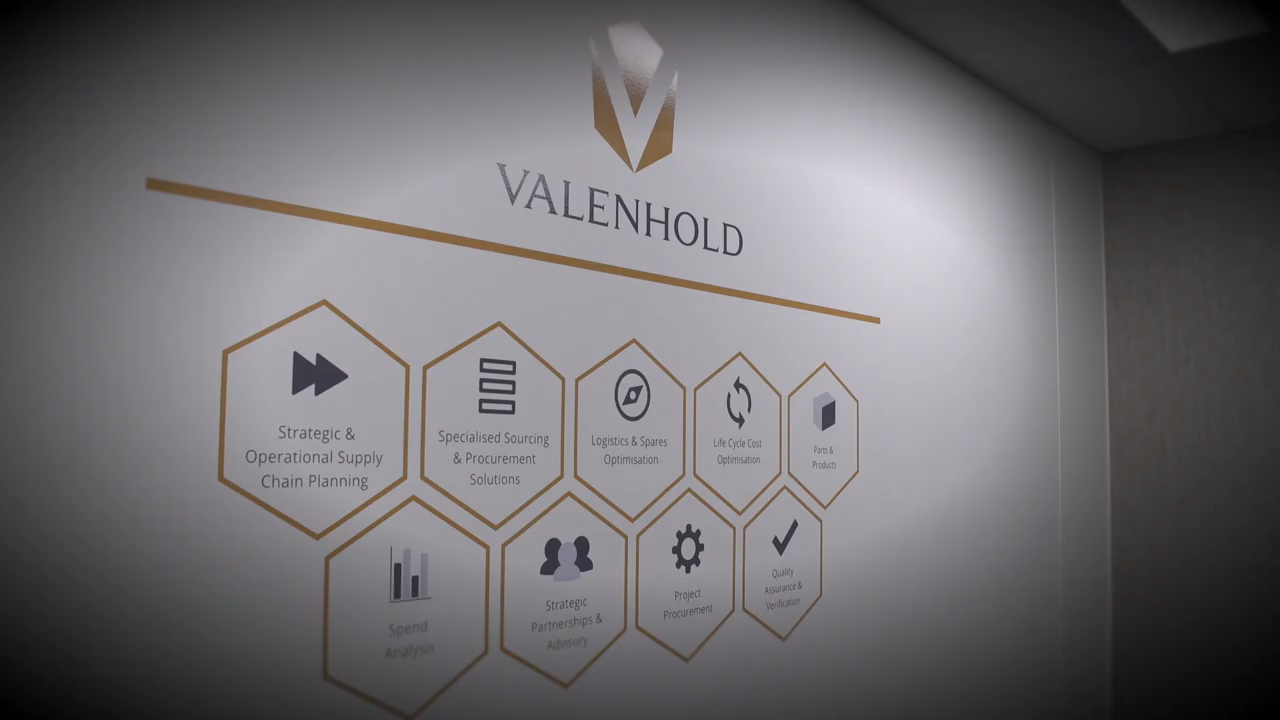 VALENHOLD
Strategic &
Operational Supply
Chain Planning
Specialised Sourcing
& Procurement
Solutions
Logistics & Spares
Optimisation
Life Cycle Cost
Optimisation
Parts &
Products
Spend
Analysis
Strategic
Partnerships &
Advisory
Project
Procurement
Quality
Assurance &
Verification